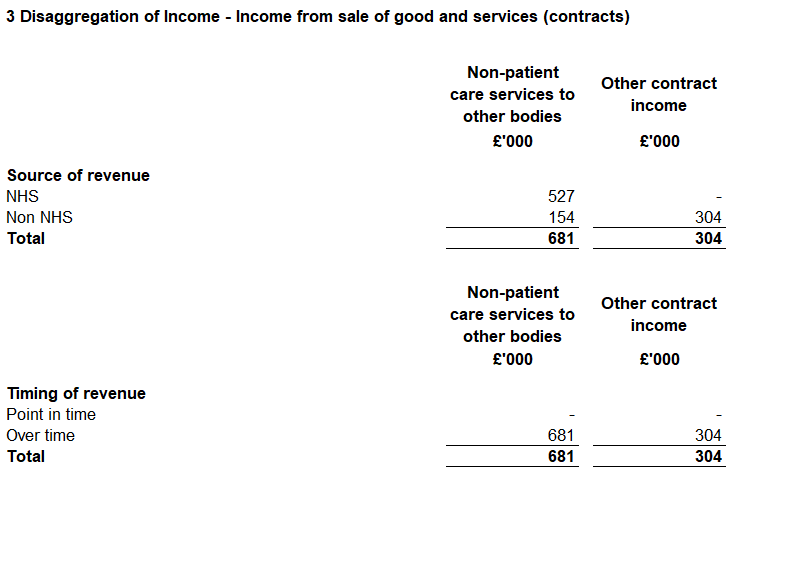 3 Disaggregation of Income - Income from sale of good and services (contracts)
Non-patient
care services to
other bodies
Other contract
income
£'000 £'000
Source of revenue
NHS 527 -
Non NHS 154 304
Total 681 304
Non-patient
care services to
other bodies
Other contract
income
£'000 £'000
Timing of revenue
Point in time - -
Over time 681 304
Total 681 304